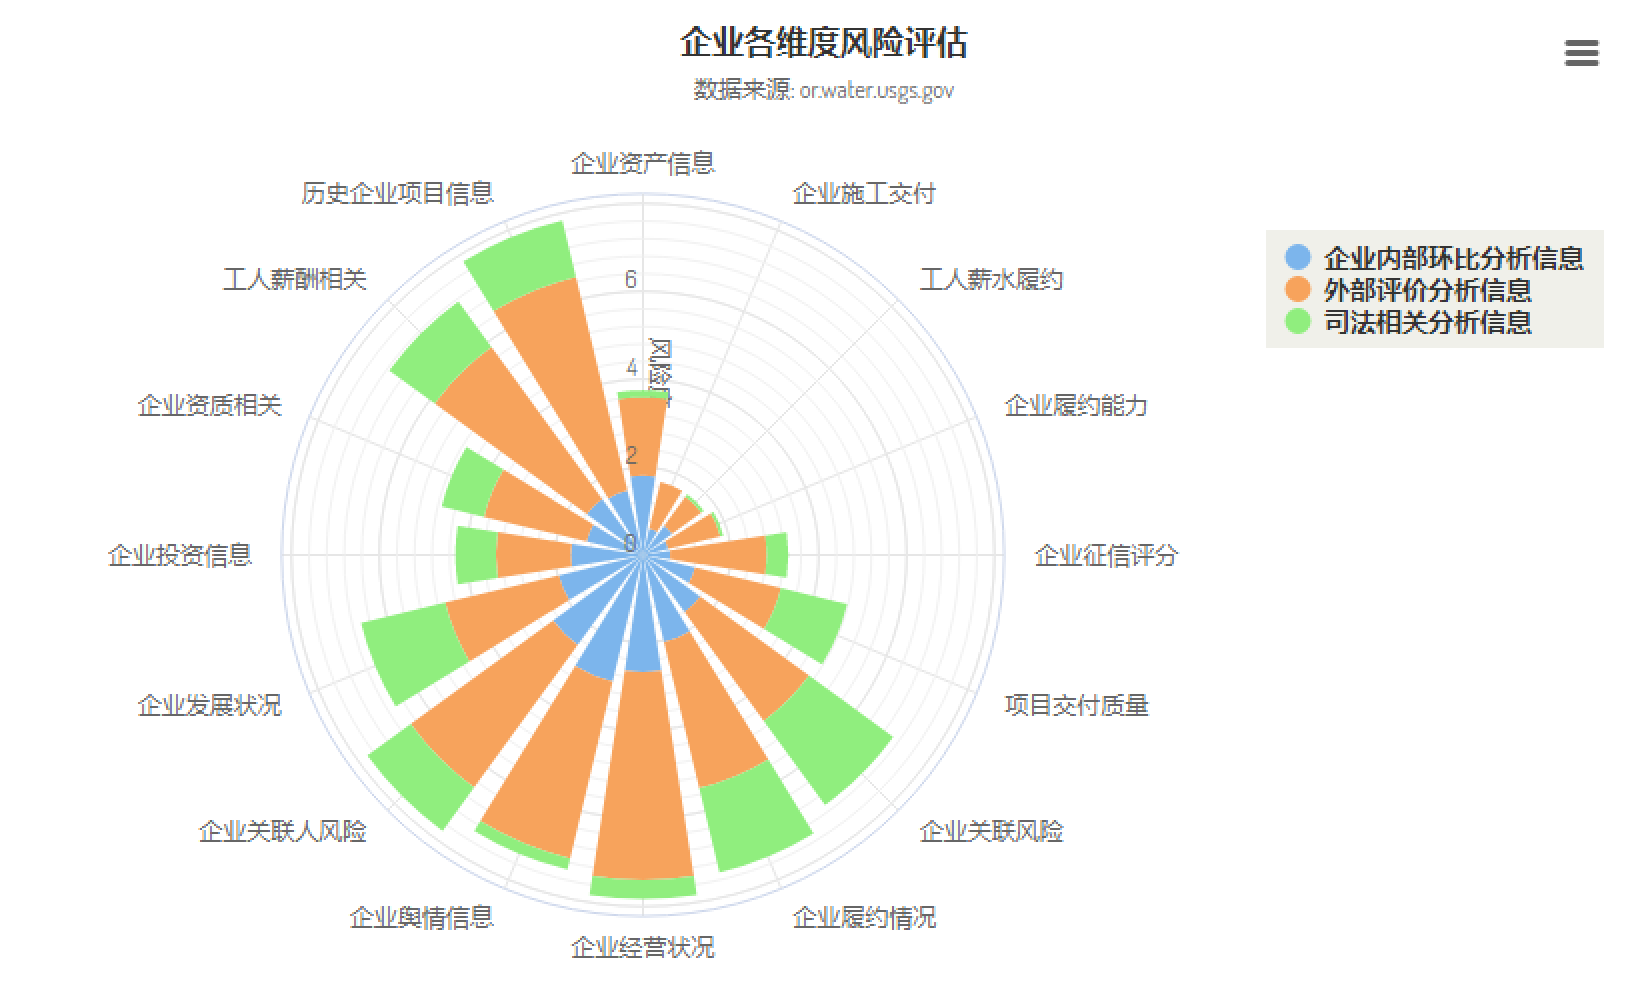 企业各维度风险评估
数据来源: or.water.usgs.gov
企业资产信息
企业施工交付
工人薪水履约
企业履约能力
企业征信评分
项目交付质量
企业关联风险
企业履约情况
企业经营状况
企业舆情信息
企业关联人风险
企业发展状况
企业投资信息
企业资质相关
工人薪酬相关
历史企业项目信息
6
4
2
0
风险
企业内部环比分析信息
外部评价分析信息
司法相关分析信息